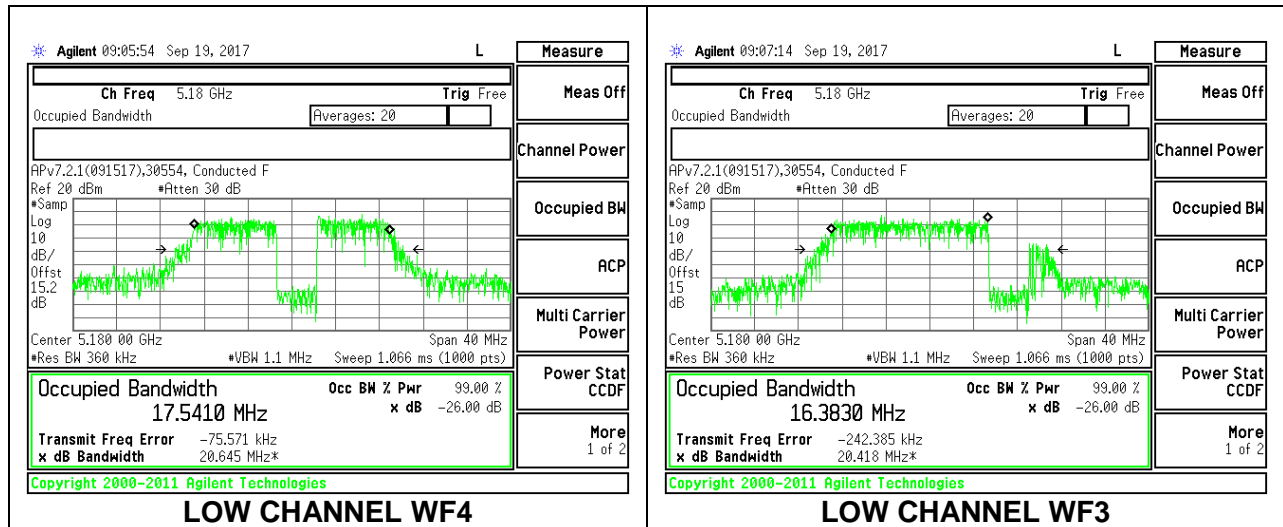 Agilent 09:05:54 Sep 19, 2017 L
Measure
Ch Freq 5.18 GHz Trig Free
Occupied Bandwidth Averages: 20
APv7.2.1(091517),30554, Conducted F
Ref 20 dBm #Atten 30 dB
#Samp
Log
10
dB/
Offst
15.2
dB
Center 5.180 00 GHz Span 40 MHz
#Res BW 360 kHz #VBW 1.1 MHz Sweep 1.066 ms (1000 pts)
Occupied Bandwidth Occ BW % Pwr 99.00 %
17.5410 MHz x dB -26.00 dB
Transmit Freq Error -75.571 kHz
x dB Bandwidth 20.645 MHz*
Copyright 2000-2011 Agilent Technologies
Meas Off
Channel Power
Occupied BW
ACP
Multi Carrier
Power
Power Stat
CCDF
More
1 of 2
LOW CHANNEL WF4
Agilent 09:07:14 Sep 19, 2017 L
Measure
Ch Freq 5.18 GHz Trig Free
Occupied Bandwidth Averages: 20
APv7.2.1(091517),30554, Conducted F
Ref 20 dBm #Atten 30 dB
#Samp
Log
10
dB/
Offst
15
dB
Center 5.180 00 GHz Span 40 MHz
#Res BW 360 kHz #VBW 1.1 MHz Sweep 1.066 ms (1000 pts)
Occupied Bandwidth Occ BW % Pwr 99.00 %
16.3830 MHz x dB -26.00 dB
Transmit Freq Error -242.385 kHz
x dB Bandwidth 20.418 MHz*
Copyright 2000-2011 Agilent Technologies
Meas Off
Channel Power
Occupied BW
ACP
Multi Carrier
Power
Power Stat
CCDF
More
1 of 2
LOW CHANNEL WF3